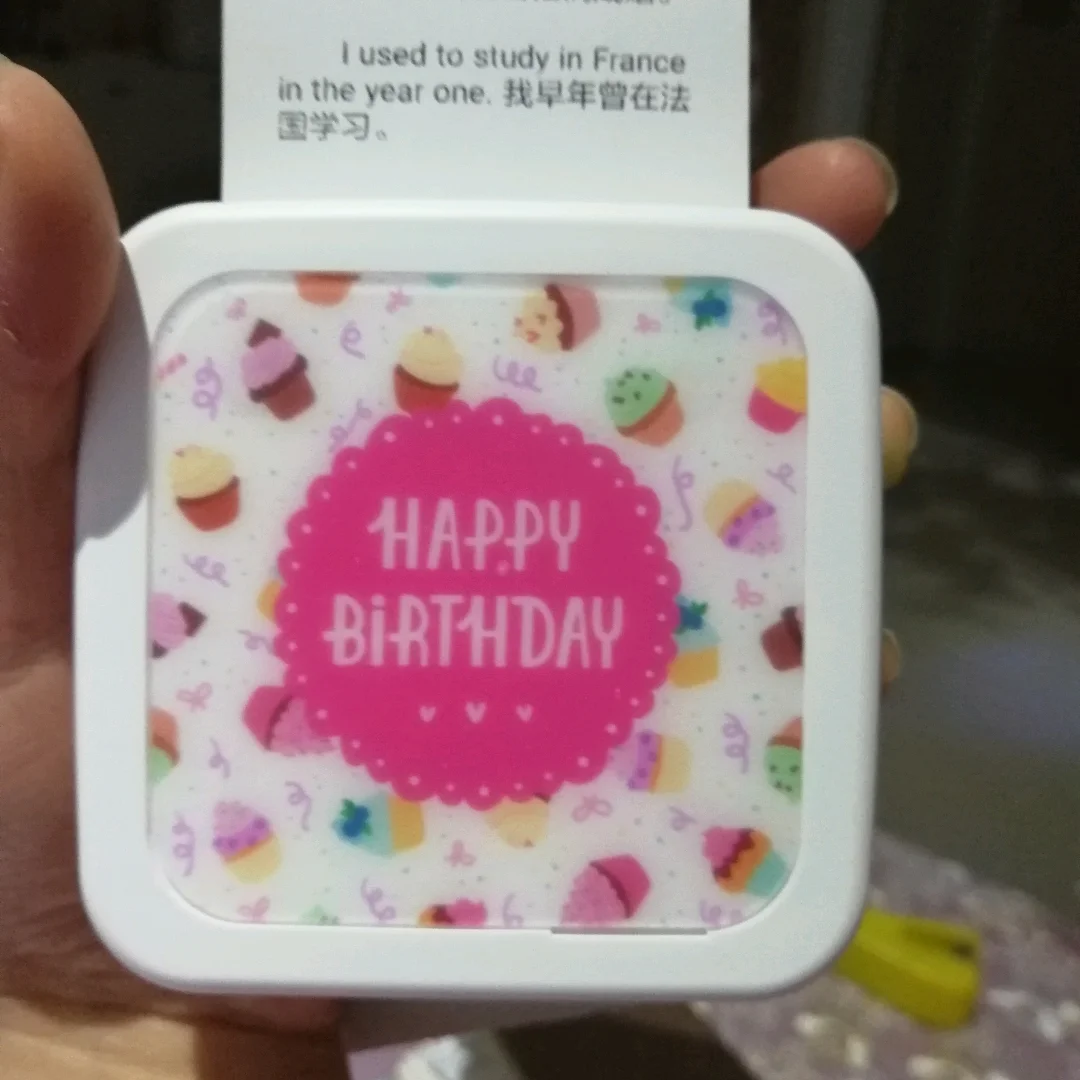 I used to study in France
in the year one. 我早年曾在法
国学习。
HAPPY
BIRTHDAY